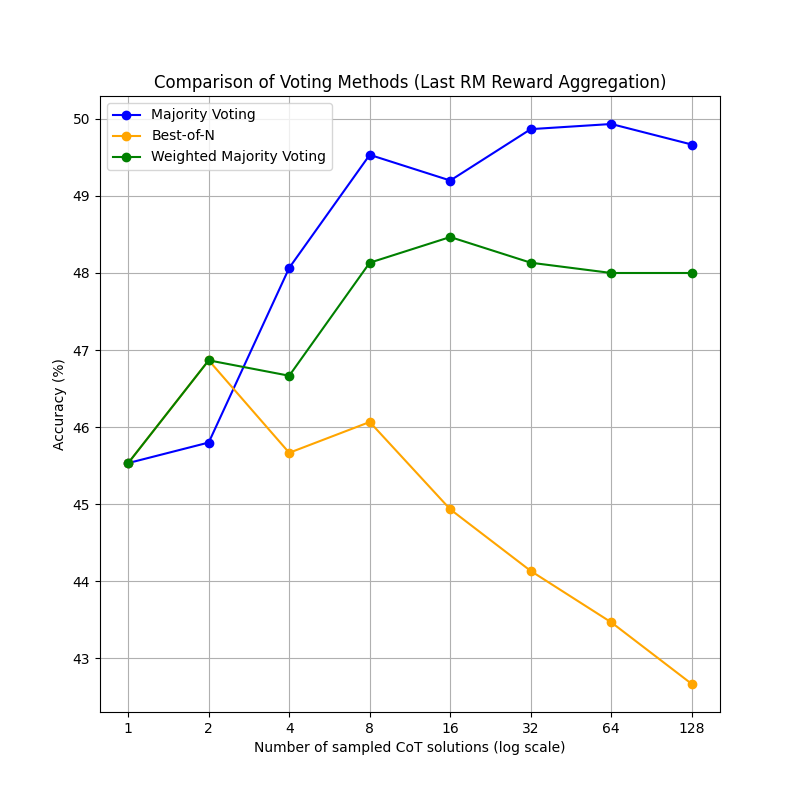 Comparison of Voting Methods (Last RM Reward Aggregation)
Majority Voting
Best-of-N
Weighted Majority Voting
50
49
48
47
46
45
44
43
Accuracy (%)
1 2 4 8 16 32 64 128
Number of sampled CoT solutions (log scale)